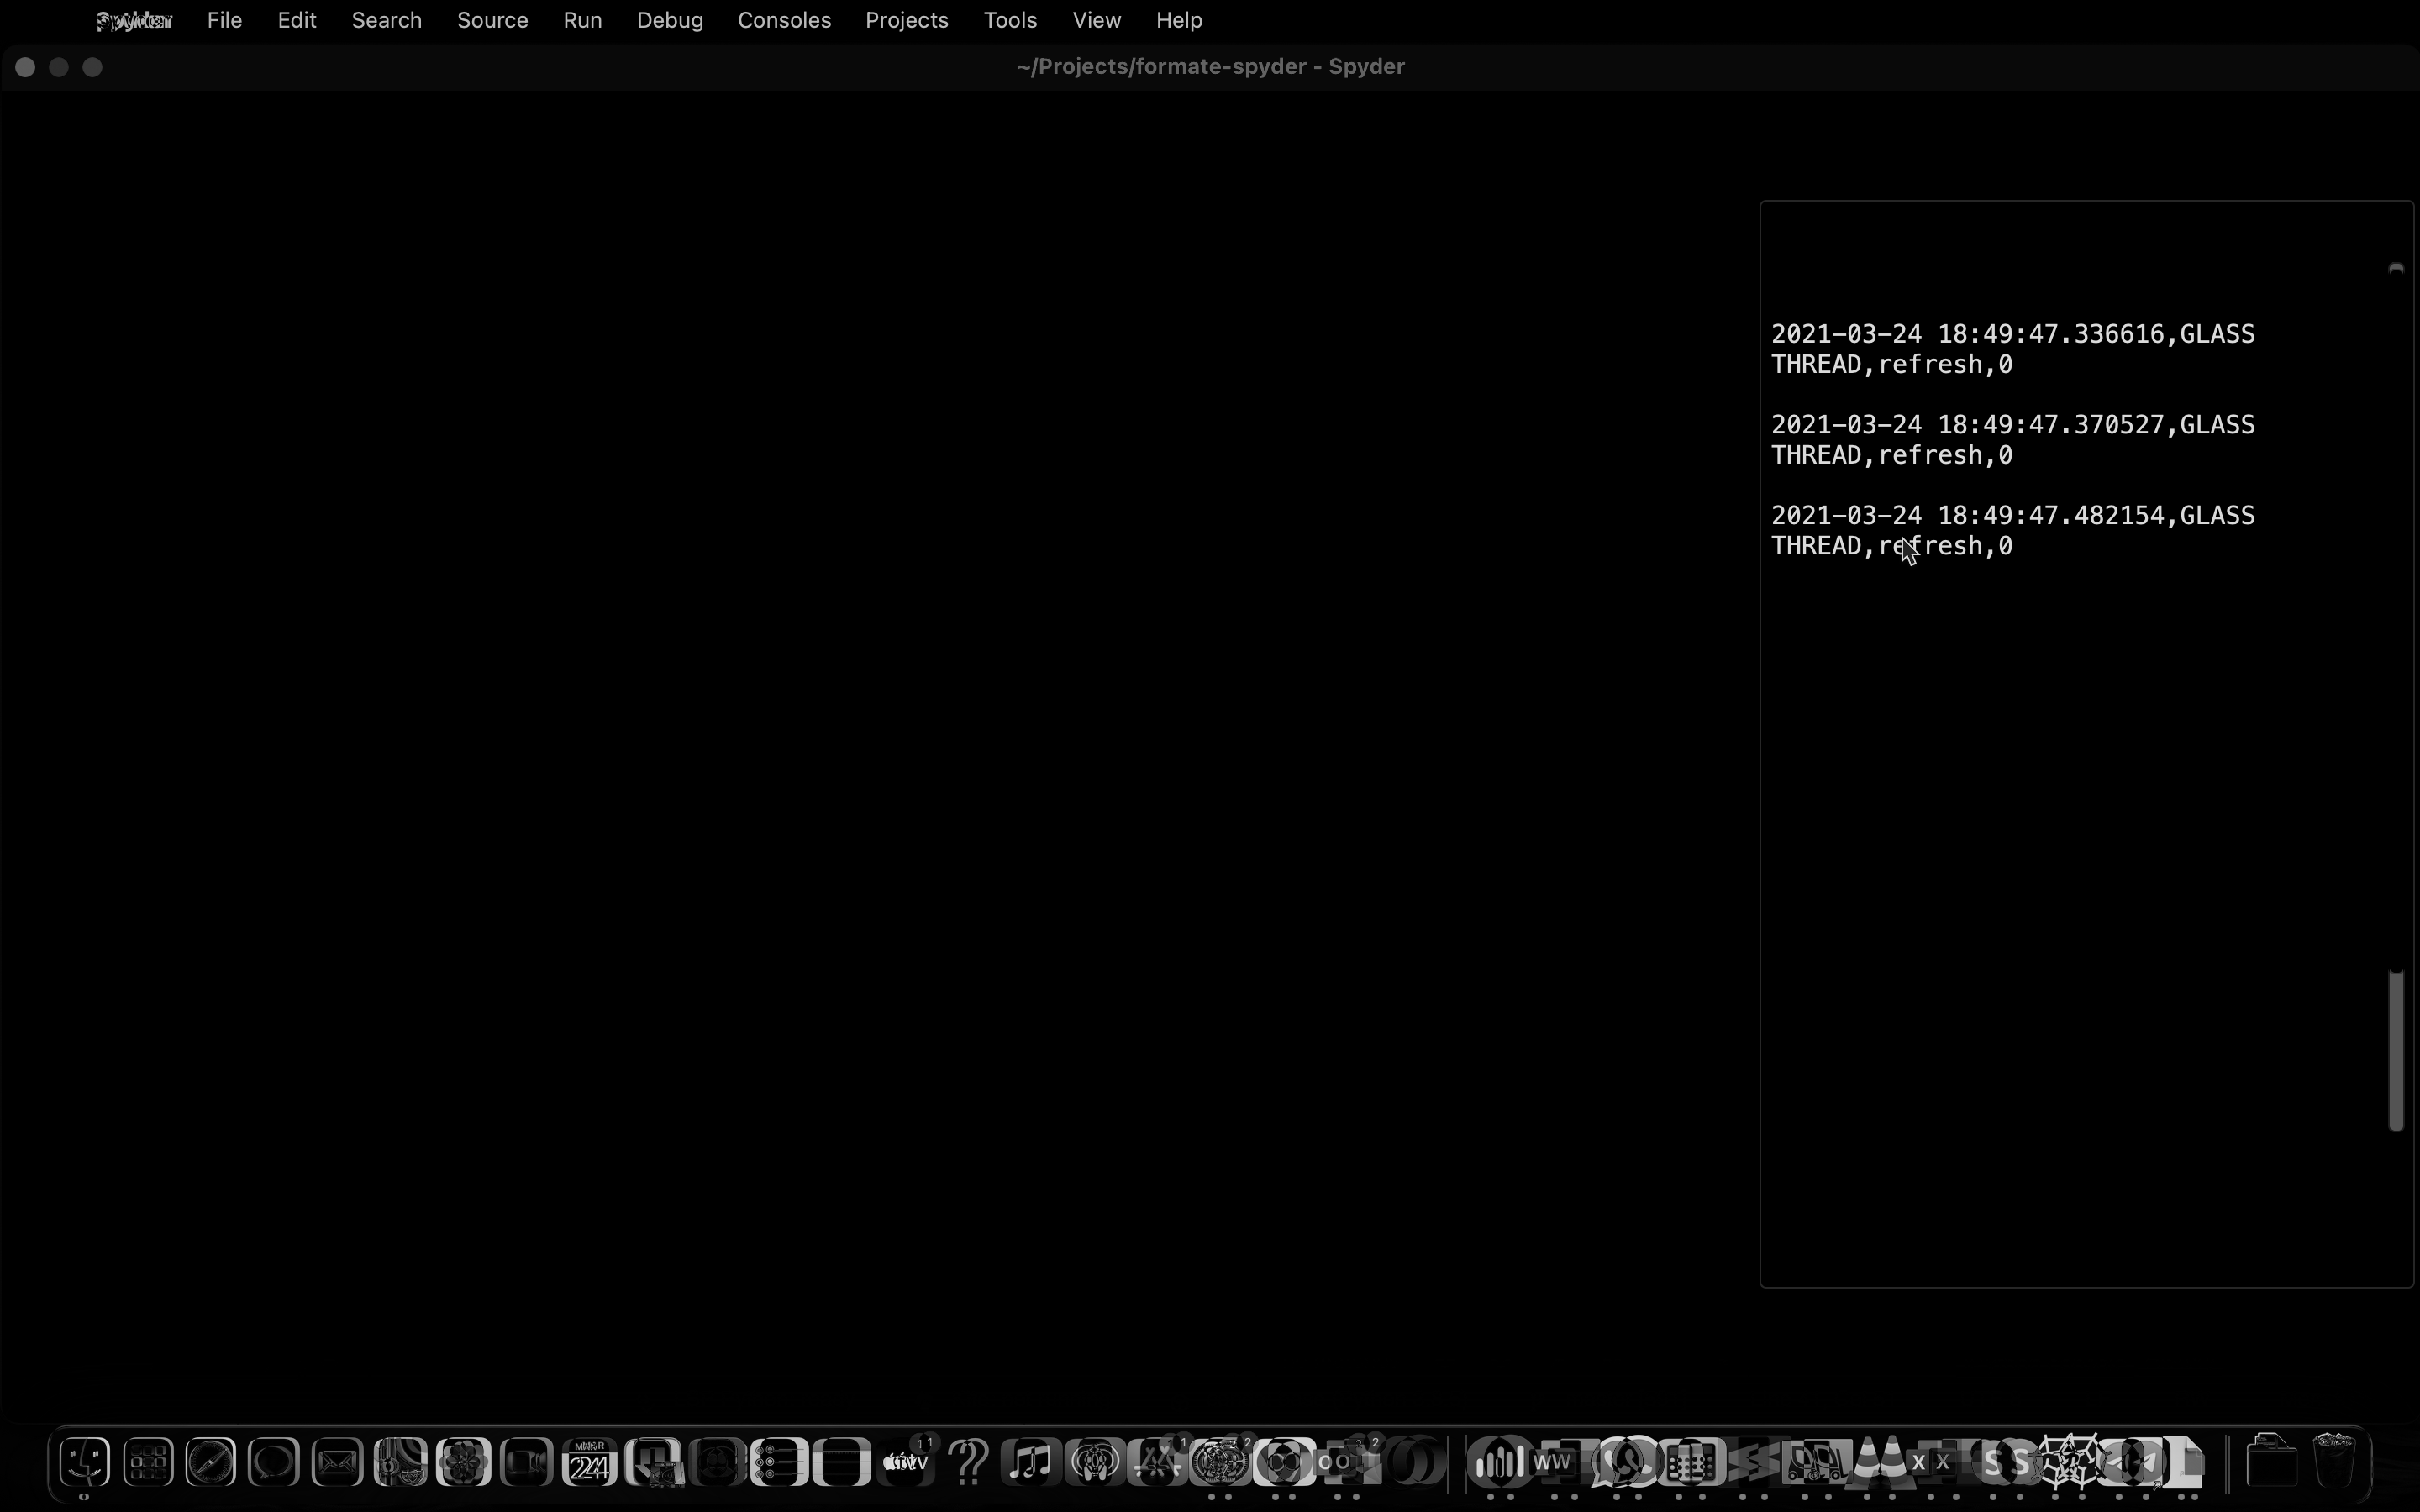 File Edit Search Source Run Debug Consoles Projects Tools View Help
~/Projects/formate-spyder - Spyder
2021-03-24 18:49:47.336616,GLASS
THREAD,refresh,0
2021-03-24 18:49:47.370527,GLASS
THREAD,refresh,0
2021-03-24 18:49:47.482154,GLASS
THREAD,refresh,0